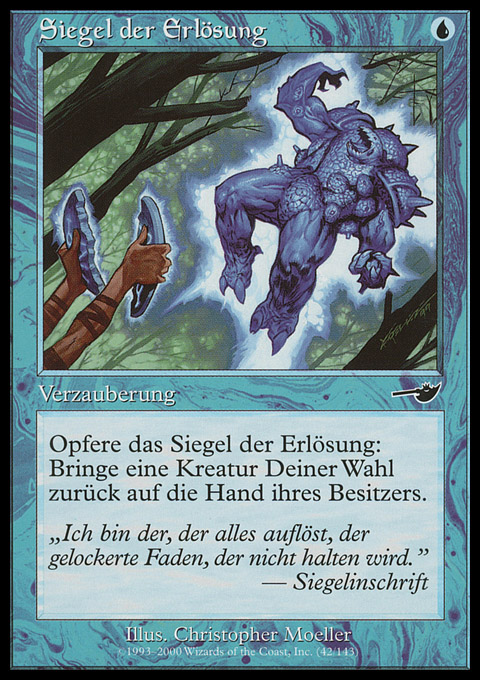 Siegel der Erlösung
Verzauberung
Opfere das Siegel der Erlösung:
Bringe eine Kreatur Deiner Wahl
zurück auf die Hand ihres Besitzers.
„Ich bin der, der alles auflöst, der
gelockerte Faden, der nicht halten wird.”
— Siegelinschrift
Illus. Christopher Moeller
©1993–2000 Wizards of the Coast, Inc. (42/143)